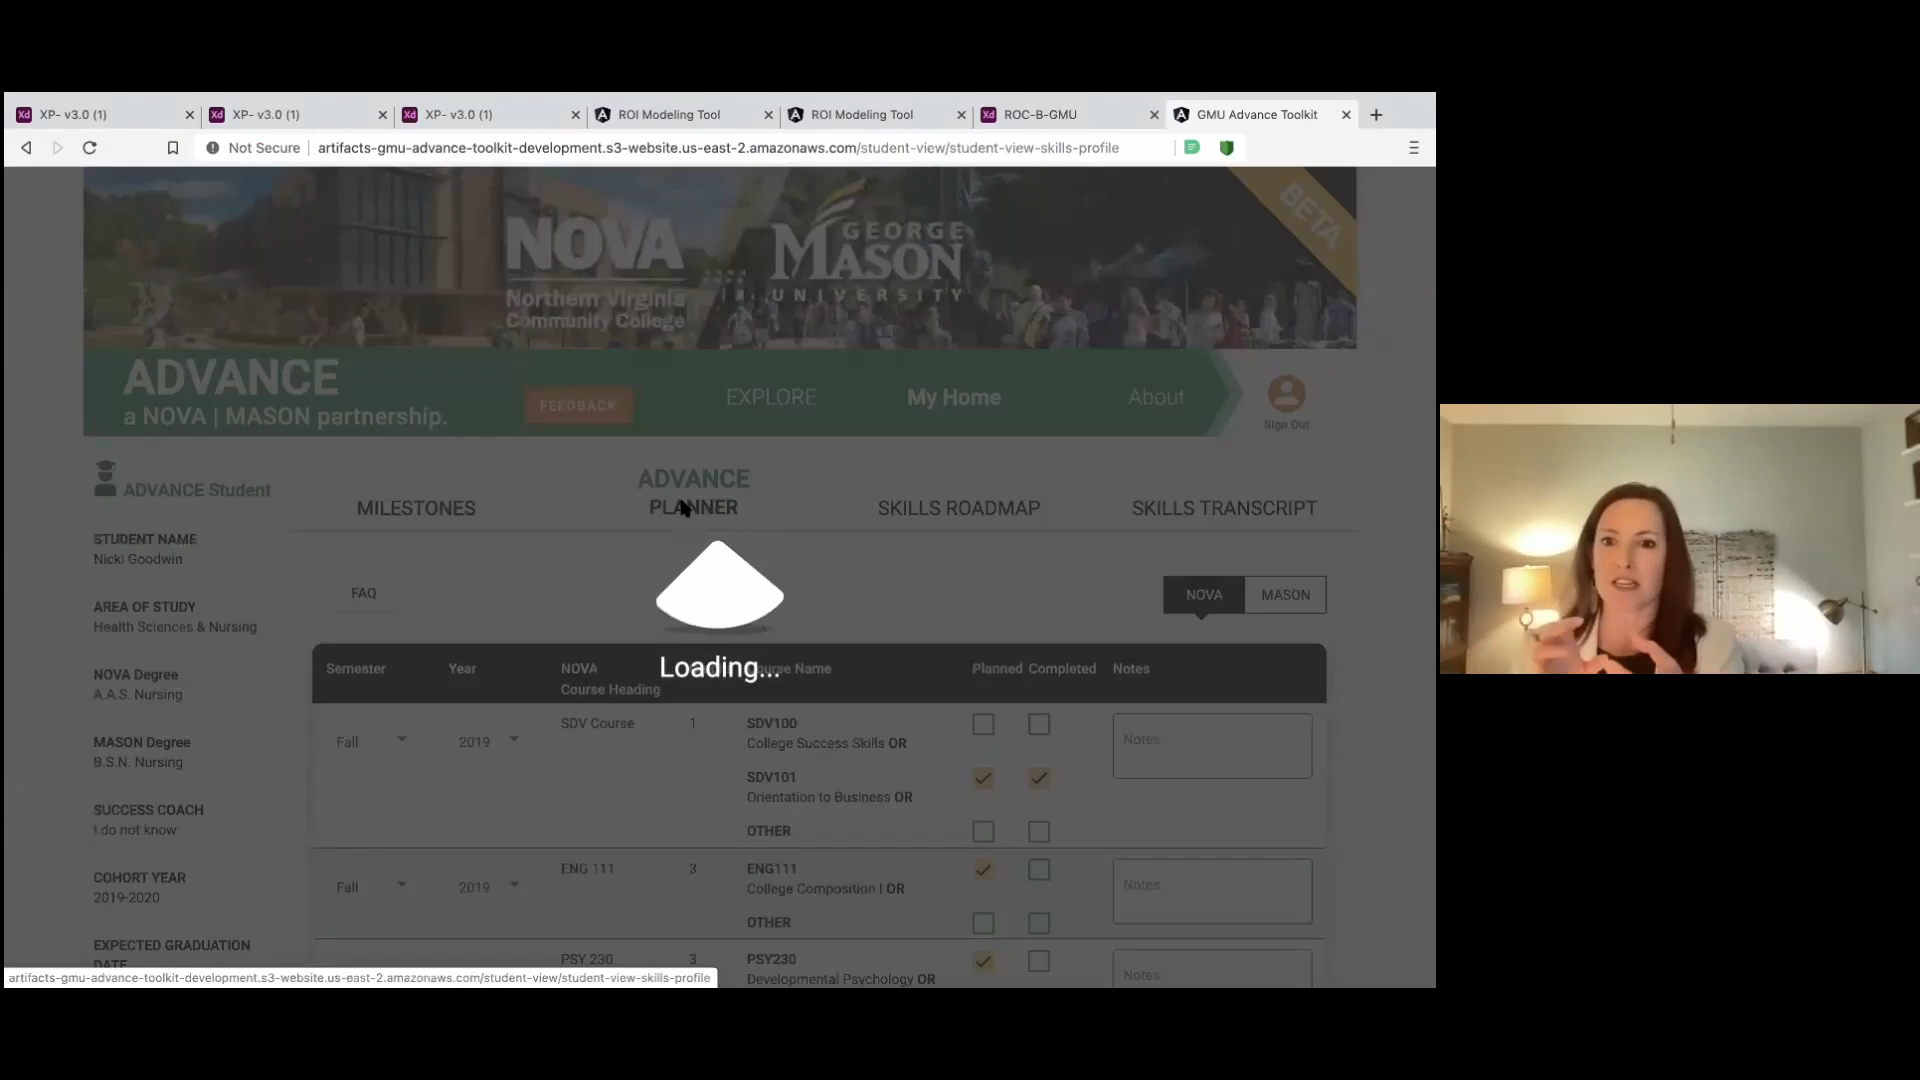 XP- v3.0 (1)
XP- v3.0 (1)
XP- v3.0 (1)
ROI Modeling Tool
ROI Modeling Tool
ROC-B-GMU
GMU Advance Toolkit
Not Secure
artifacts-gmu-advance-toolkit-development.s3-website.us-east-2.amazonaws.com/student-view/student-view-skills-profile
NOVA
Northern Virginia
Community College
GEORGE
MASON
UNIVERSITY
BETA
ADVANCE
a NOVA | MASON partnership.
FEEDBACK
EXPLORE
My Home
About
Sign Out
ADVANCE Student
MILESTONES
ADVANCE
PLANNER
SKILLS ROADMAP
SKILLS TRANSCRIPT
STUDENT NAME
Nicki Goodwin
AREA OF STUDY
Health Sciences & Nursing
NOVA Degree
A.A.S. Nursing
MASON Degree
B.S.N. Nursing
SUCCESS COACH
I do not know
COHORT YEAR
2019-2020
EXPECTED GRADUATION
DATE
FAQ
NOVA
MASON
Loading...
Semester
Year
NOVA
Course Heading
Name
Planned
Completed
Notes
Fall
2019
SDV Course
1
SDV100
College Success Skills OR
SDV101
Orientation to Business OR
OTHER
Notes
Fall
2019
ENG 111
3
ENG111
College Composition I OR
OTHER
Notes
PSY 230
3
PSY230
Developmental Psychology OR
Notes
artifacts-gmu-advance-toolkit-development.s3-website.us-east-2.amazonaws.com/student-view/student-view-skills-profile